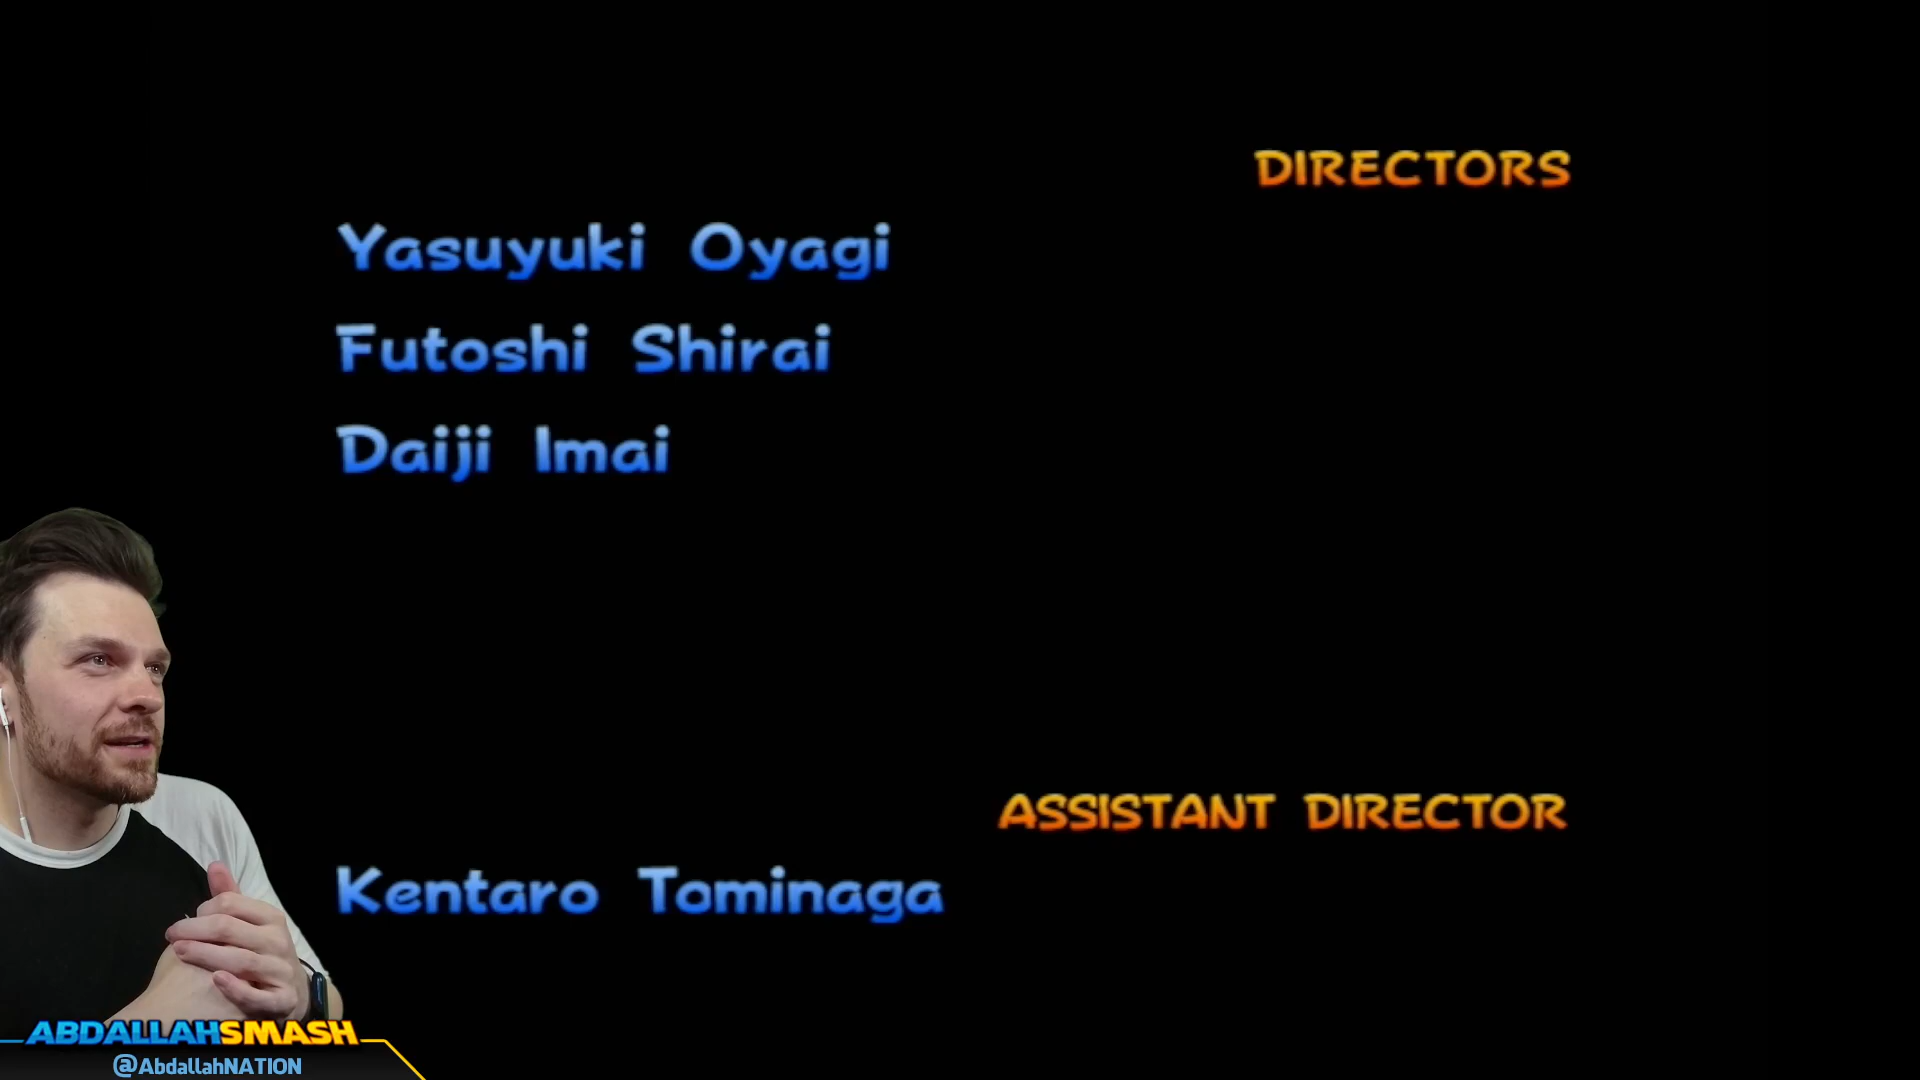 DIRECTORS
Yasuyuki Oyagi
Futoshi Shirai
Daiji Imai
ASSISTANT DIRECTOR
Kentaro Tominaga
ABDALLAHSMASH
@AbdallahNATION